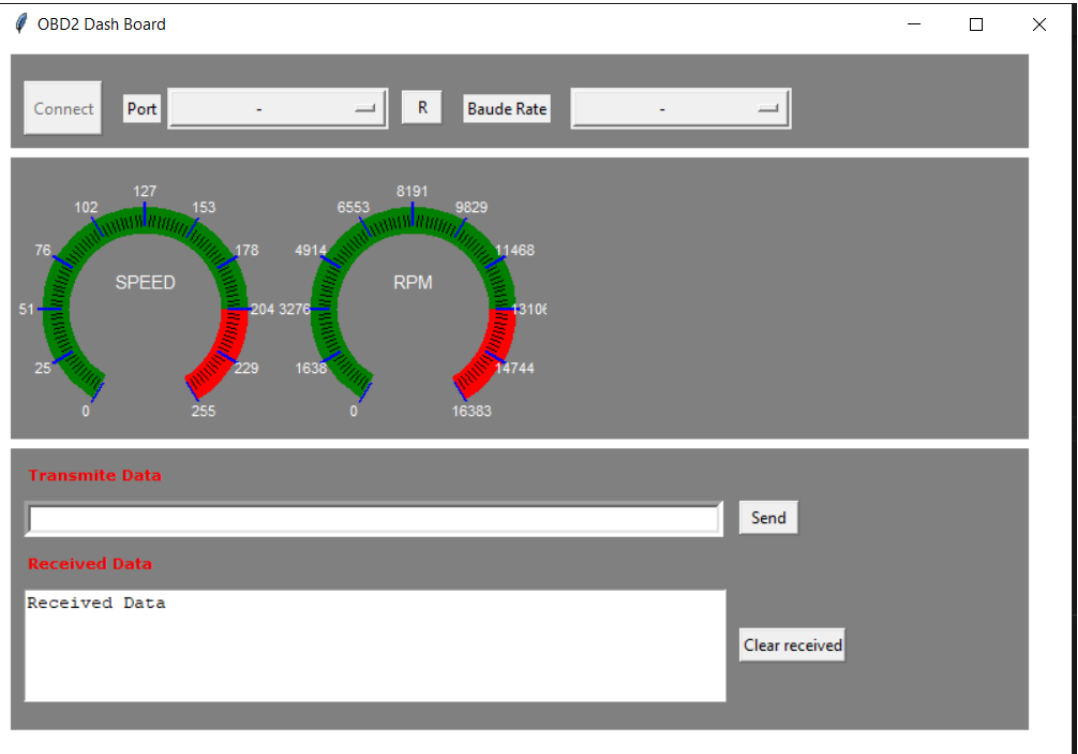 OBD2 Dash Board
Connect Port - R Baude Rate -
127 8191
102 153 6553 9829
76 178 4914 11468
SPEED RPM
51 204 3276
25 229 1638 14744
0 255 0 16383
Transmite Data
Send
Received Data
Received Data
Clear received